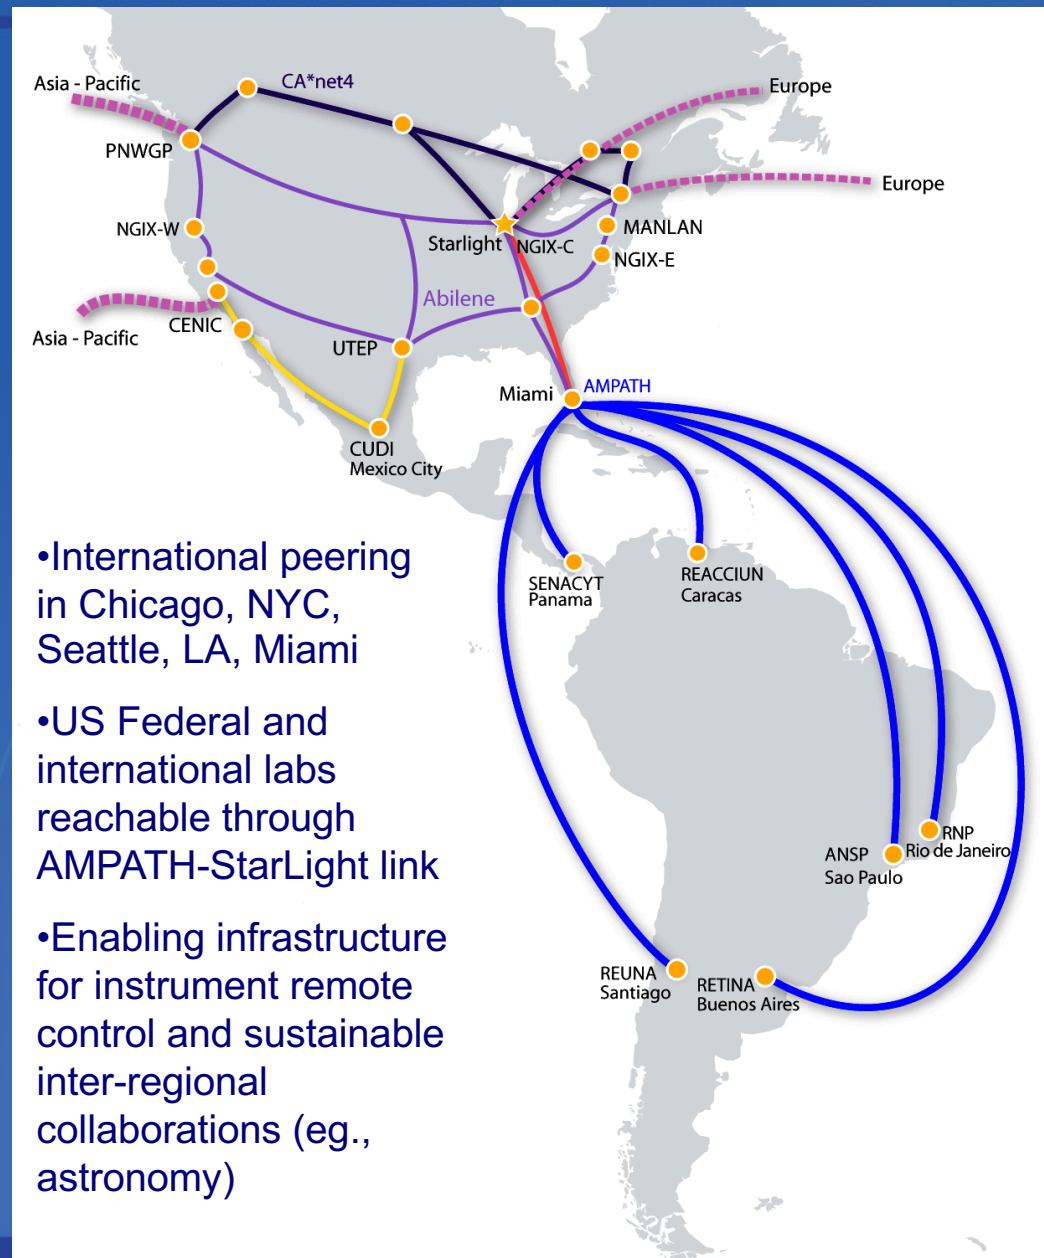 Asia - Pacific
CA*net4
Europe
PNWGP
Europe
NGIX-W
MANLAN
Starlight
NGIX-C
NGIX-E
Abilene
CENIC
Asia - Pacific
UTEP
Miami
AMPATH
CUDI
Mexico City
•International peering
in Chicago, NYC,
Seattle, LA, Miami
SENACYT
Panama
REACCIUN
Caracas
•US Federal and
international labs
reachable through
AMPATH-StarLight link
RNP
Rio de Janeiro
ANSP
Sao Paulo
•Enabling infrastructure
for instrument remote
control and sustainable
inter-regional
collaborations (eg.,
astronomy)
REUNA
Santiago
RETINA
Buenos Aires